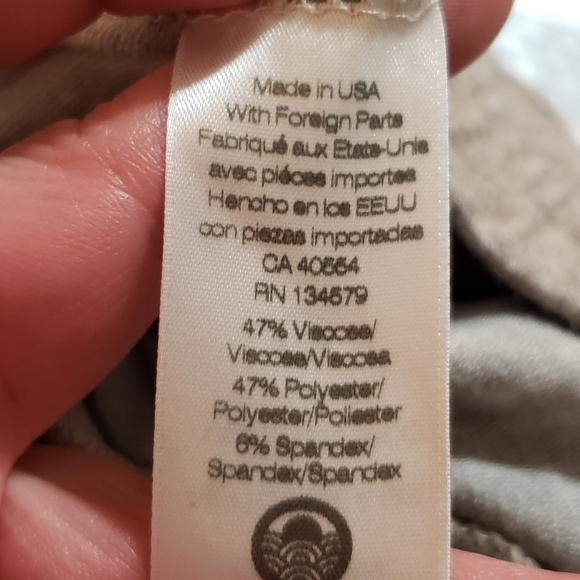 Made in USA
With Foreign Parts
Fabriqué aux Etats-Unis
avec piéces importes
Hencho en los EEUU
con piezas importadas
CA 40554
RN 134579
47% Viscose/
Viscose/Viscosa
47% Polyester/
Polyester/Poliester
6% Spandex/
Spandex/Spandex